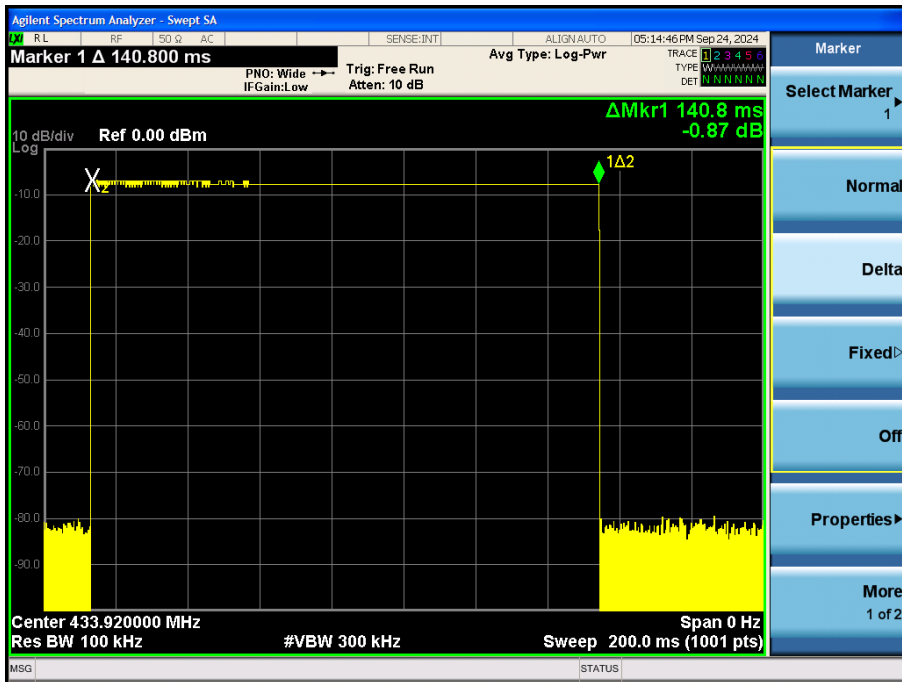 Agilent Spectrum Analyzer - Swept SA
LXI RL RF 50 Ω AC SENSE:INT ALIGN AUTO 05:14:46 PM Sep 24, 2024
Marker 1 Δ 140.800 ms
PNO: Wide
IFGain:Low
Trig: Free Run
Atten: 10 dB
Avg Type: Log-Pwr
TRACE 1 2 3 4 5 6
TYPE W
DET N N N N N N
ΔMkr1 140.8 ms
-0.87 dB
10 dB/div
Log
Ref 0.00 dBm
X2
1Δ2
-10.0
-20.0
-30.0
-40.0
-50.0
-60.0
-70.0
-80.0
-90.0
Center 433.920000 MHz
Span 0 Hz
Res BW 100 kHz
#VBW 300 kHz
Sweep 200.0 ms (1001 pts)
MSG
STATUS
Marker
Select Marker
1
Normal
Delta
Fixed
Off
Properties
More
1 of 2